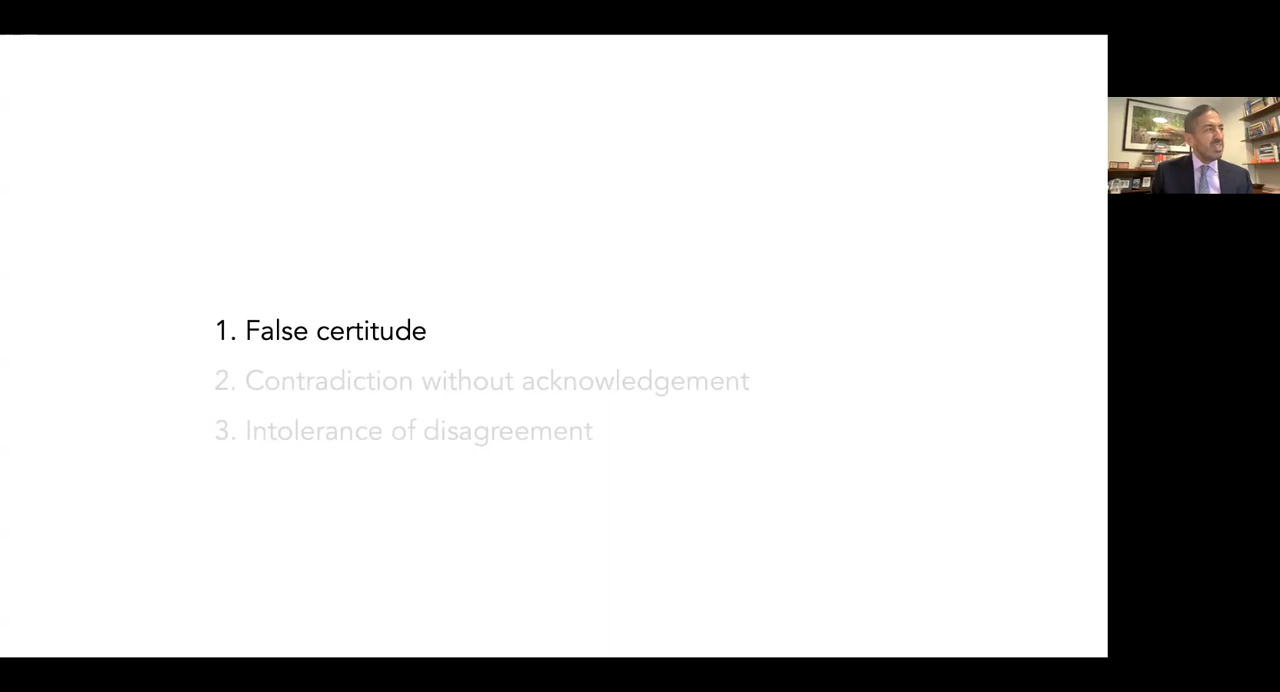 1. False certitude
2. Contradiction without acknowledgement
3. Intolerance of disagreement